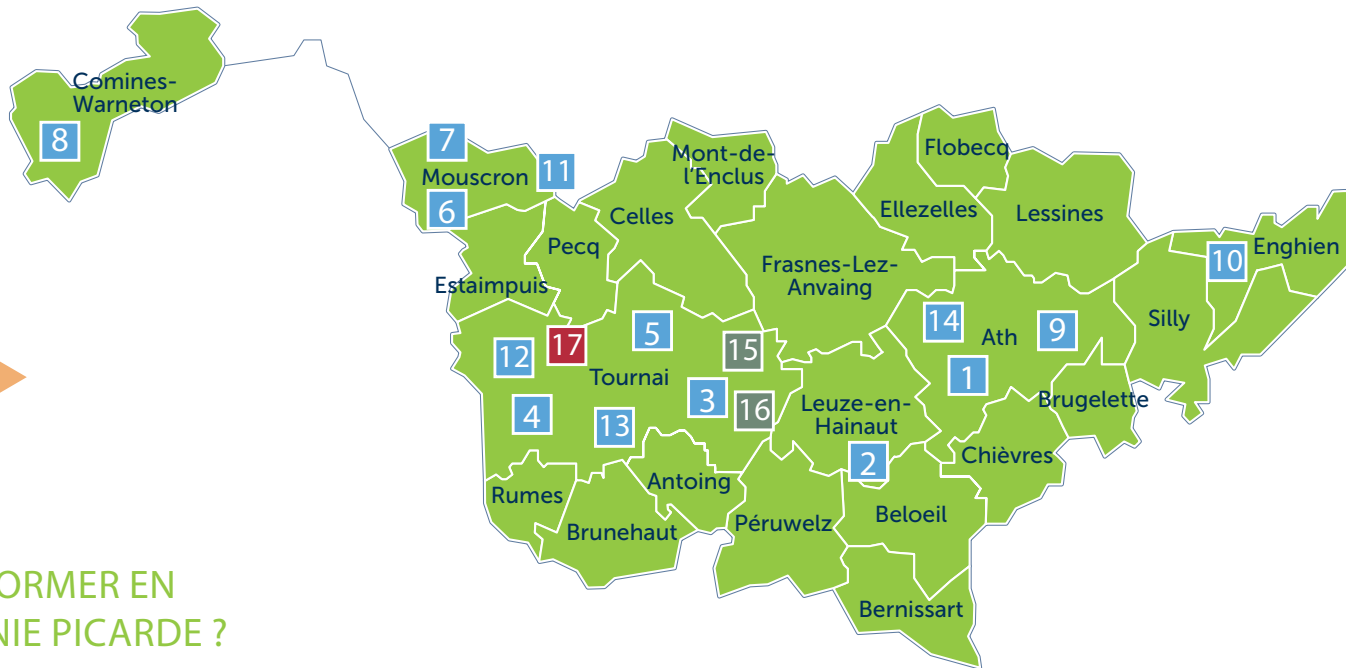 Comines-
Warneton
8
7
Mouscron
11
6
Mont-de-
l'Enclus
Celles
Pecq
Estaimpuis
Flobecq
Ellezelles
Lessines
Frasnes-Lez-
Anvaing
Enghien
10
Silly
14
Ath
9
1
Brugelette
Chièvres
17
12
5
15
Tournai
3
16
4
13
Leuze-en-
Hainaut
2
Antoing
Rumes
Brunehaut
Péruwelz
Beloeil
Bernissart
ORMER EN
NIE PICARDE ?